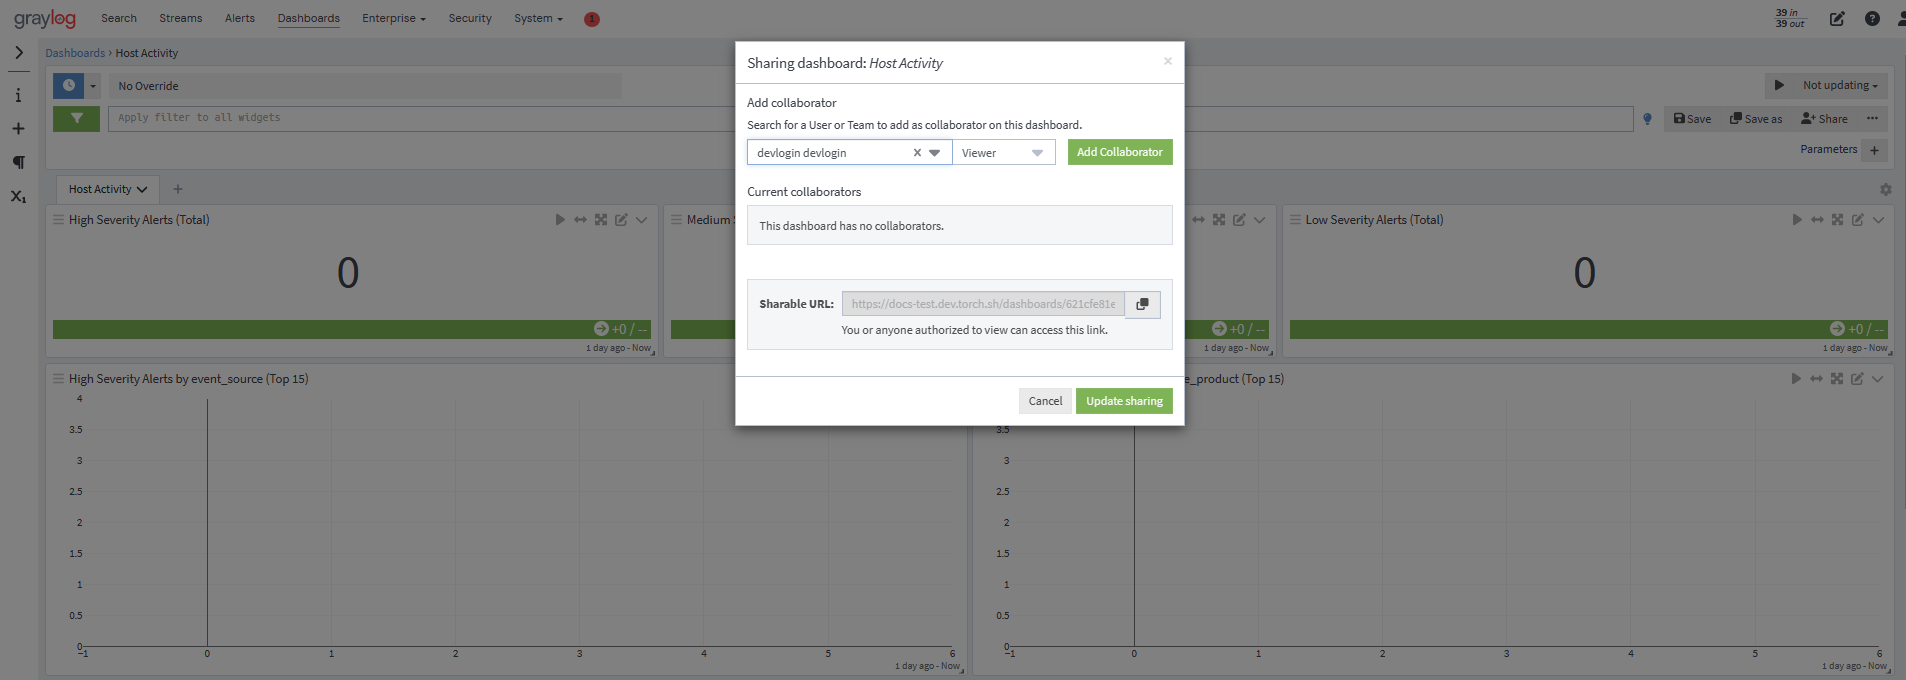 graylog Search Streams Alerts Dashboards Enterprise Security System 1 39 in
39 out
Dashboards › Host Activity
No Override
Not updating
Apply filter to all widgets
Save Save as Share
Parameters
Host Activity
High Severity Alerts (Total)
0
+0 / --
1 day ago - Now
Medium
+0 / --
1 day ago - Now
Low Severity Alerts (Total)
0
+0 / --
1 day ago - Now
High Severity Alerts by event_source (Top 15)
4
3.5
3
2.5
2
1.5
1
0.5
0
−1 0 1 2 3 4 5 6
1 day ago - Now
e_product (Top 15)
3.5
3
2.5
2
1.5
1
0.5
0
−1 0 1 2 3 4 5 6
1 day ago - Now
Sharing dashboard: Host Activity ×
Add collaborator
Search for a User or Team to add as collaborator on this dashboard.
devlogin devlogin Viewer Add Collaborator
Current collaborators
This dashboard has no collaborators.
Sharable URL: https://docs-test.dev.torch.sh/dashboards/621cfe81e
You or anyone authorized to view can access this link.
Cancel Update sharing